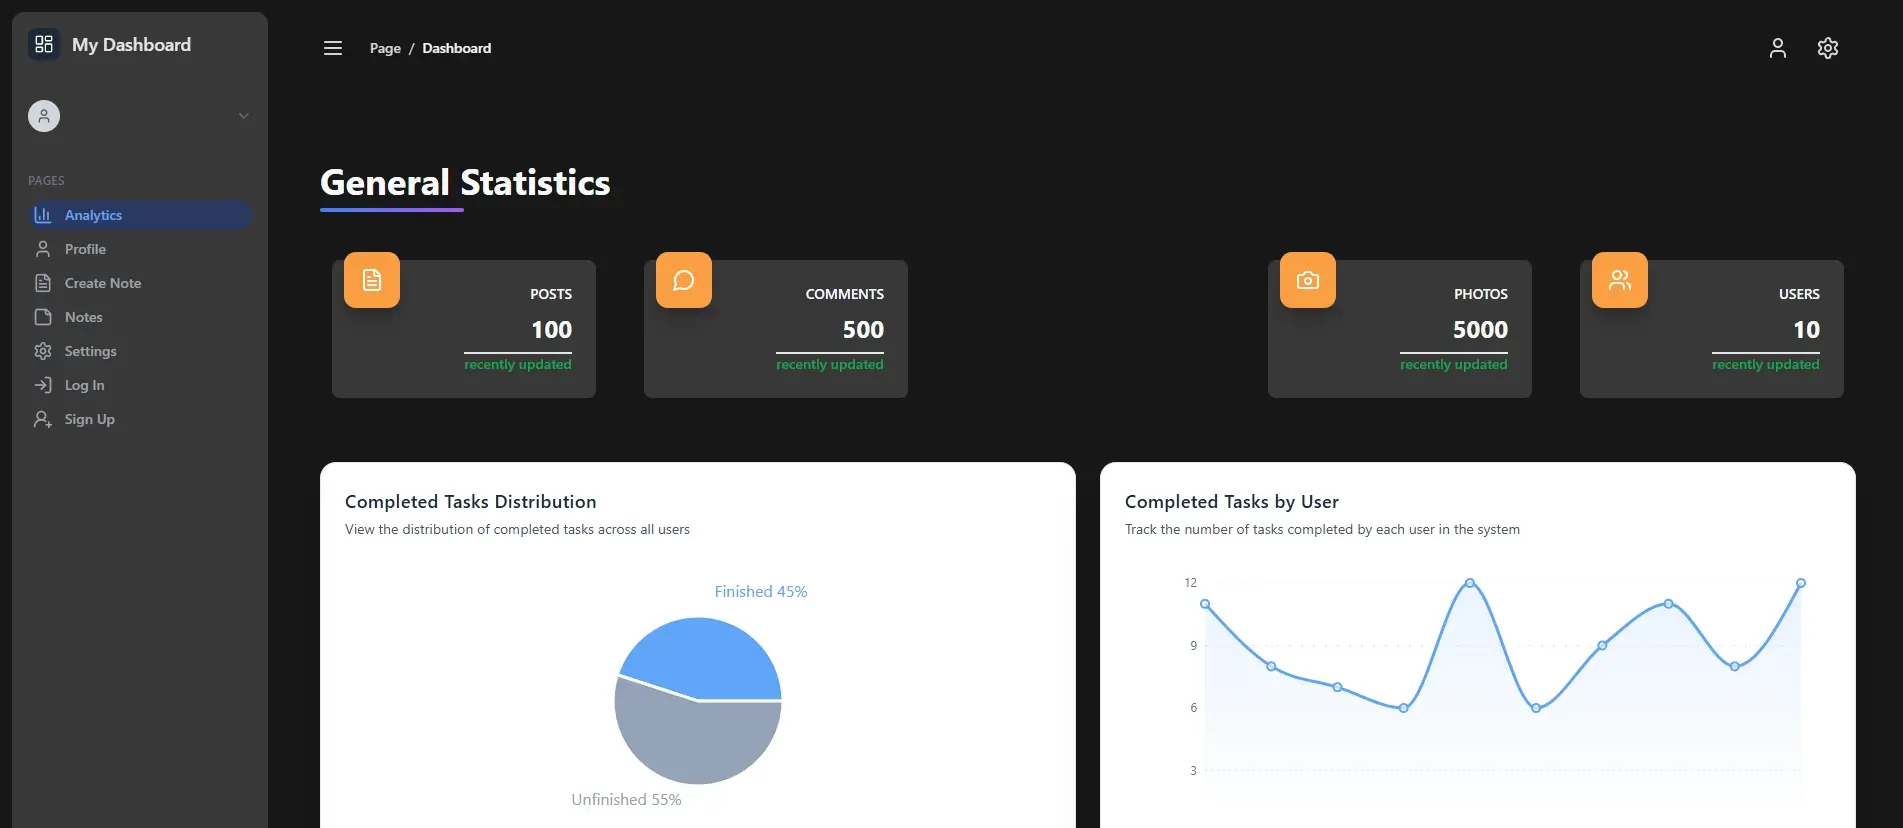 My Dashboard
PAGES
Analytics
Profile
Create Note
Notes
Settings
Log In
Sign Up
Page / Dashboard
General Statistics
POSTS
100
recently updated
COMMENTS
500
recently updated
PHOTOS
5000
recently updated
USERS
10
recently updated
Completed Tasks Distribution
View the distribution of completed tasks across all users
Finished 45%
Unfinished 55%
Completed Tasks by User
Track the number of tasks completed by each user in the system
12
9
6
3